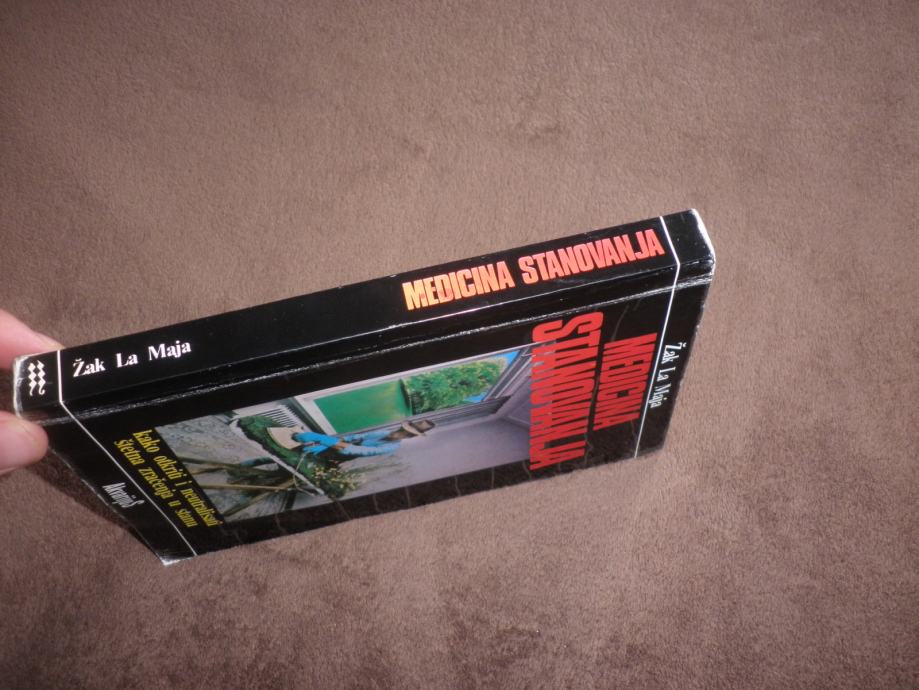 Žak La Maja
MEDICINA STANOVANJA
Žak La Maja
MEDICINA
STANOVANJA
kako otkriti i neutralisati
štetna zračenja u stanu